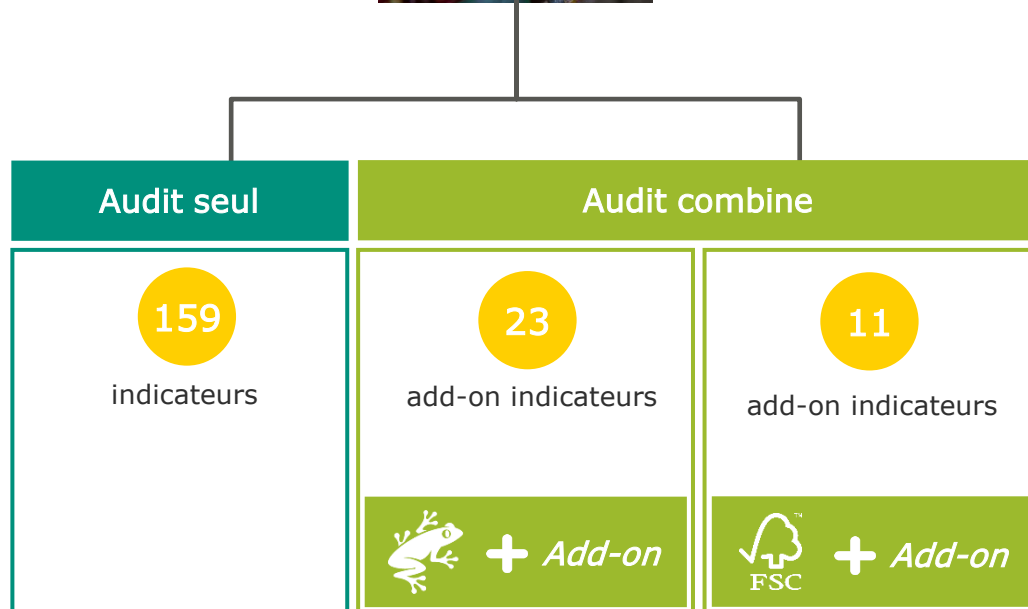 Audit seul
Audit combine
159
indicateurs
23
add-on indicateurs
11
add-on indicateurs
+ Add-on
FSC
™
+ Add-on